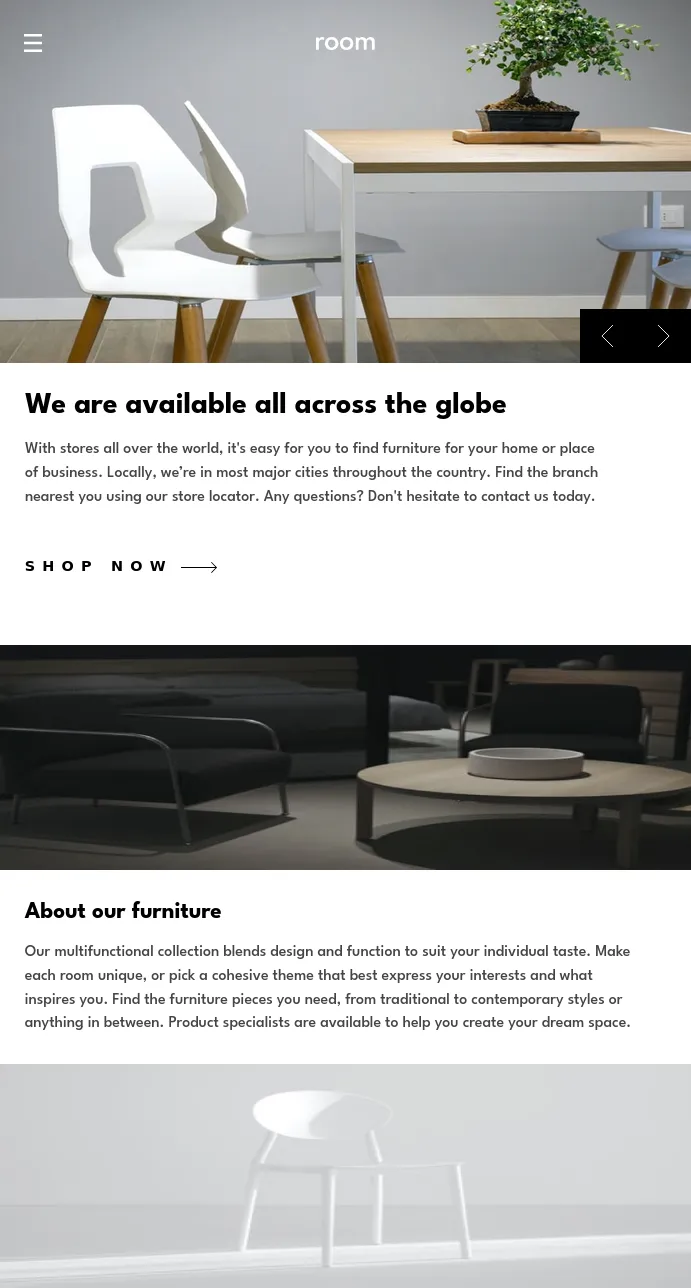 room
We are available all across the globe
With stores all over the world, it's easy for you to find furniture for your home or place
of business. Locally, we’re in most major cities throughout the country. Find the branch
nearest you using our store locator. Any questions? Don't hesitate to contact us today.
SHOP NOW
About our furniture
Our multifunctional collection blends design and function to suit your individual taste. Make
each room unique, or pick a cohesive theme that best express your interests and what
inspires you. Find the furniture pieces you need, from traditional to contemporary styles or
anything in between. Product specialists are available to help you create your dream space.